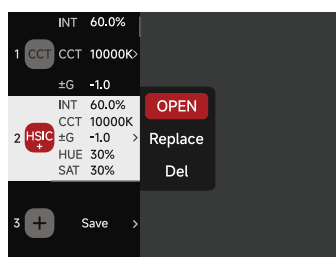 INT 60.0%
1 CCT CCT 10000K>
±G -1.0
INT 60.0%
CCT 10000K
2 HSIC+ ±G -1.0 >
HUE 30%
SAT 30%
OPEN
Replace
Del
3 + Save >